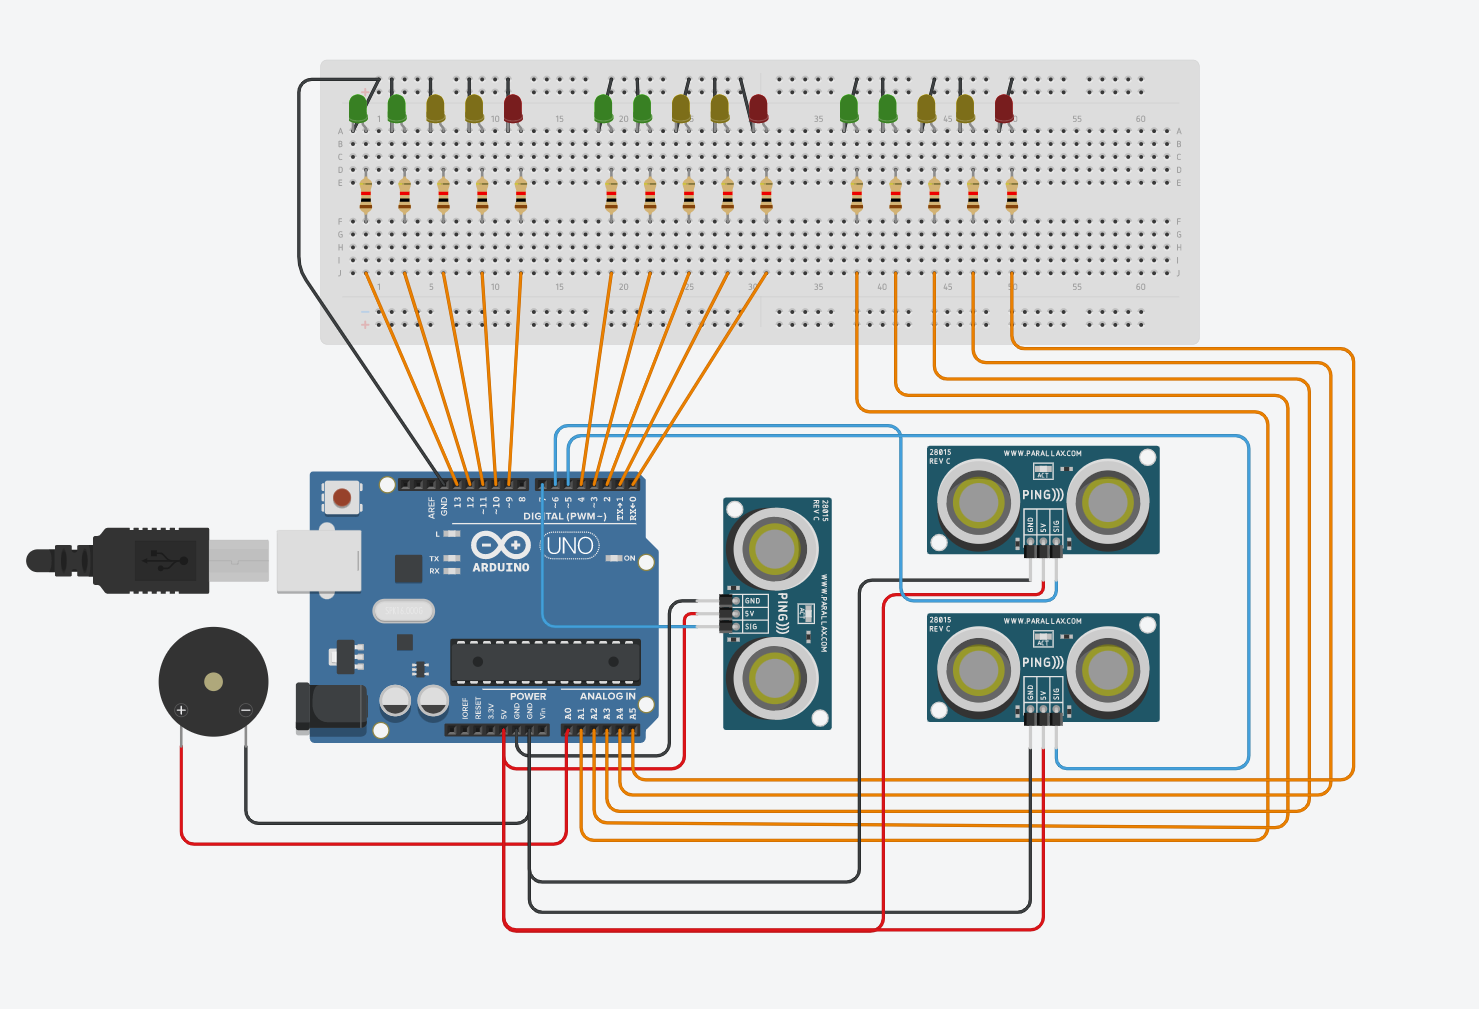 +
1 10 15 20 25 35 40 45 50 55 60
A A
B B
C C
D D
E E
F F
G G
H H
I I
J J
1 5 10 15 20 25 30 35 40 45 50 55 60
− +
AREF GND 13 12 ~11 ~10 ~9 8 7 ~6 ~5 4 ~3 2 TX→1 RX←0
DIGITAL (PWM~)
L
TX
RX
UNO
ON
ARDUINO
POWER
ANALOG IN
IOREF RESET 3.3V 5V GND GND Vin
A0 A1 A2 A3 A4 A5
+ −
28015
REV C
WWW.PARALLAX.COM
PING)))
ACT
GND
5V
SIG
28015
REV C
WWW.PARALLAX.COM
ACT
PING)))
GND 5V SIG
28015
REV C
WWW.PARALLAX.COM
ACT
PING)))
GND 5V SIG